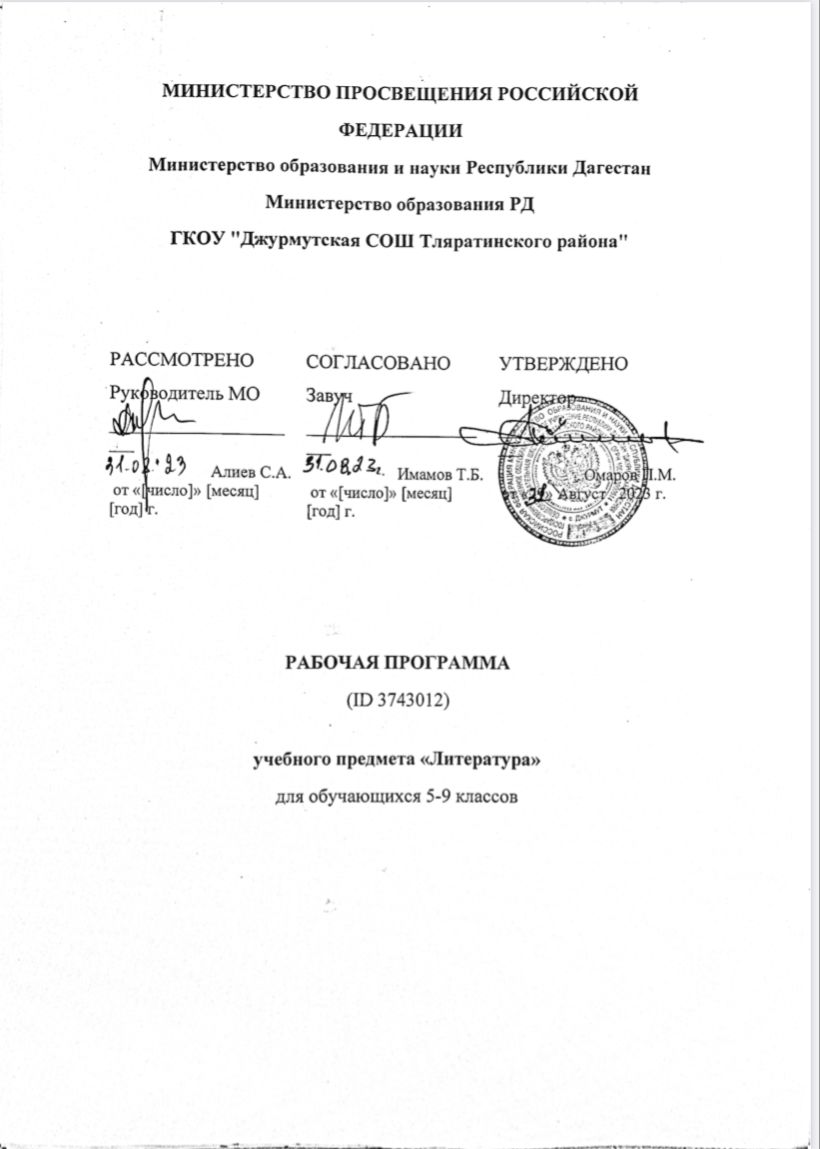 МИНИСТЕРСТВО ПРОСВЕЩЕНИЯ РОССИЙСКОЙ
ФЕДЕРАЦИИ
Министерство образования и науки Республики Дагестан
Министерство образования РД
ГКОУ "Джурмутская СОШ Тляратинского района"
РАССМОТРЕНО
Руководитель МО
31.08.23 Алиев С.А.
от «[число]» [месяц]
[год] г.
СОГЛАСОВАНО
Завуч
31.08.23г. Имамов Т.Б.
от «[число]» [месяц]
[год] г.
УТВЕРЖДЕНО
Директор
Омаров
от «31» Август 2023 г.
РАБОЧАЯ ПРОГРАММА
(ID 3743012)
учебного предмета «Литература»
для обучающихся 5-9 классов